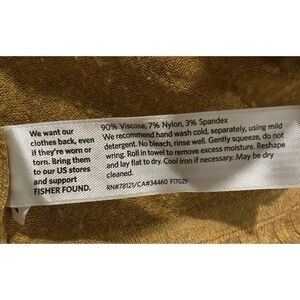 We want our
clothes back, even
if they're worn or
torn. Bring them
to our US stores
and support
FISHER FOUND.
90% Viscose, 7% Nylon, 3% Spandex
We recommend hand wash cold, separately, using mild
detergent. No bleach, rinse well. Gently squeeze, do not
wring. Roll in towel to remove excess moisture. Reshape
and lay flat to dry. Cool iron if necessary. May be dry
cleaned.
RN#78121/CA#34460 F17G2F